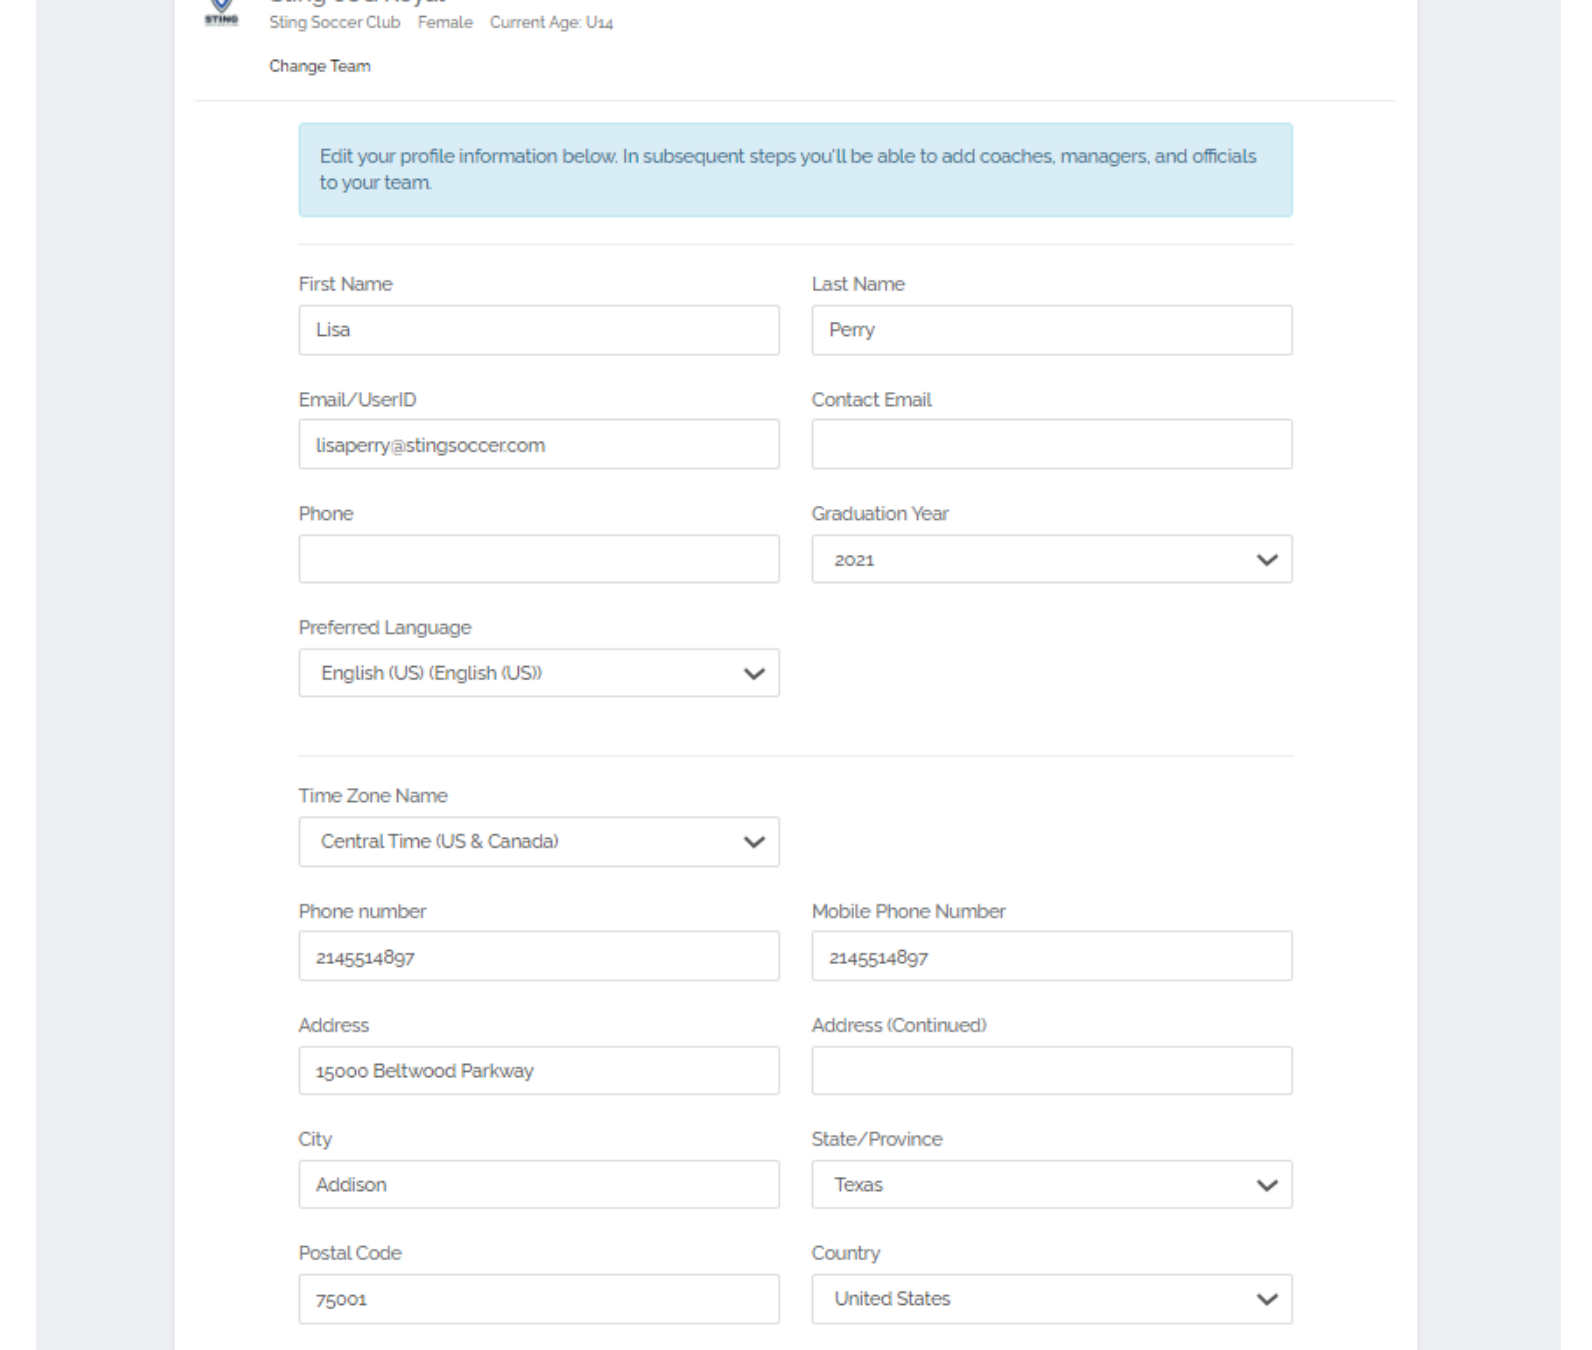 STING
Sting Soccer Club Female Current Age: U14
Change Team
Edit your profile information below. In subsequent steps you'll be able to add coaches, managers, and officials
to your team.
First Name
Last Name
Lisa
Perry
Email/UserID
Contact Email
lisaperry@stingsoccer.com
Phone
Graduation Year
2021
Preferred Language
English (US) (English (US))
Time Zone Name
Central Time (US & Canada)
Phone number
Mobile Phone Number
2145514897
2145514897
Address
Address (Continued)
15000 Beltwood Parkway
City
State/Province
Addison
Texas
Postal Code
Country
75001
United States